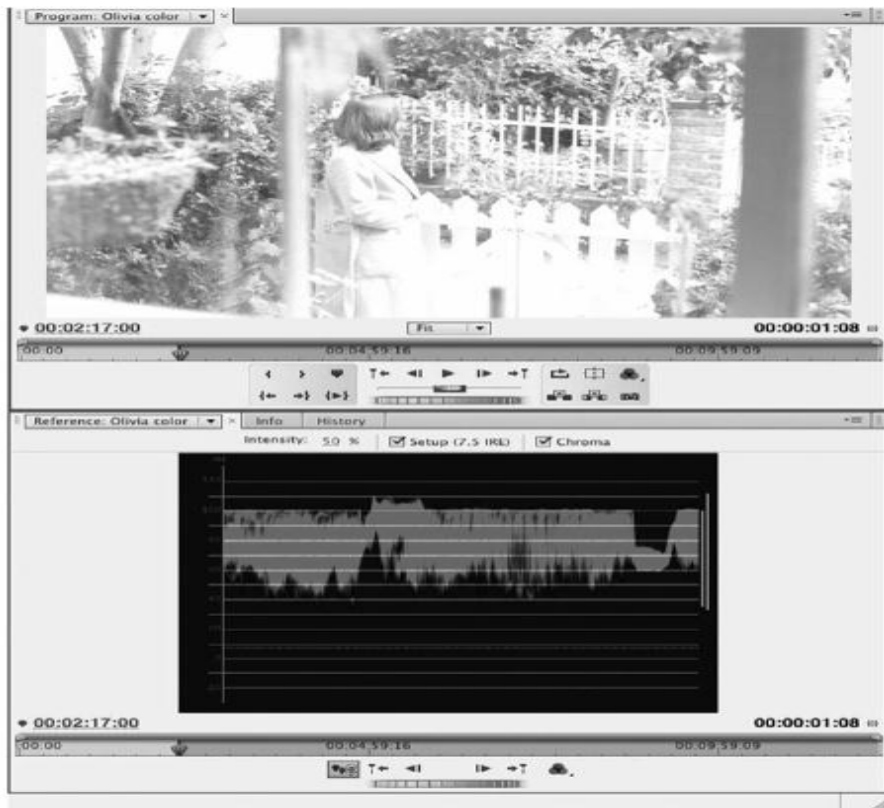 Program: Olivia color
00:02:17:00
Fit
00:00:01:08
00:00
00:04:59:16
00:09:59:09
Reference: Olivia color
Info
History
Intensity: 50 %
Setup (7.5 IRE)
Chroma
00:02:17:00
00:00:01:08
00:00
00:04:59:16
00:09:59:09